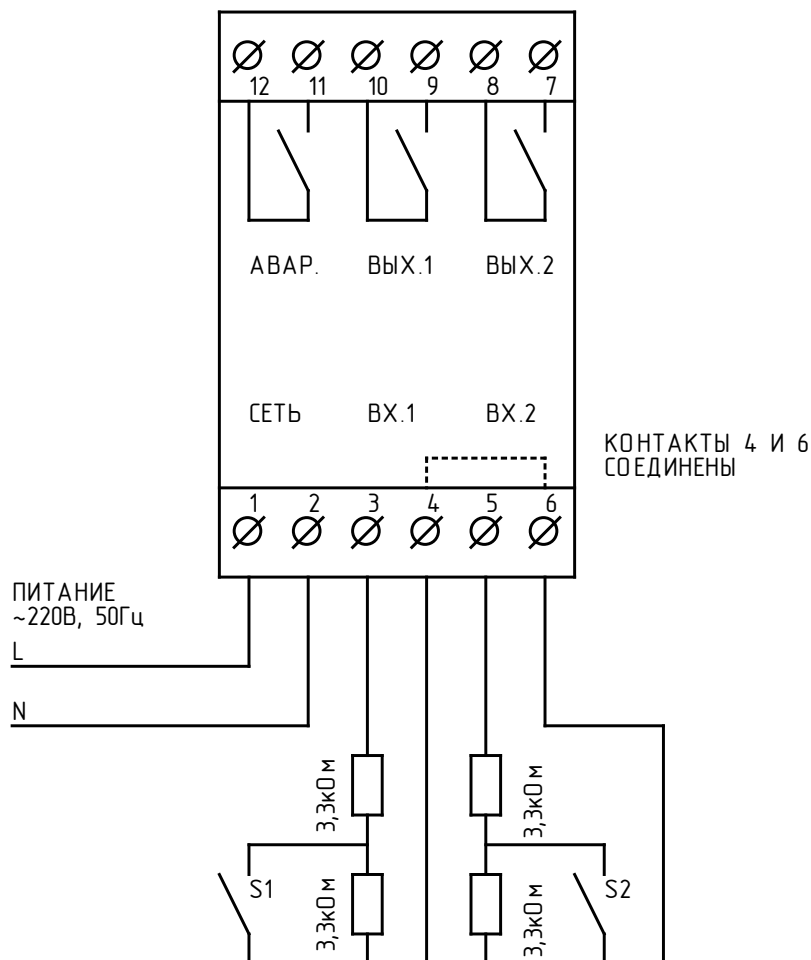 12 11 10 9 8 7
АВАР. ВЫХ.1 ВЫХ.2
СЕТЬ ВХ.1 ВХ.2
КОНТАКТЫ 4 И 6
СОЕДИНЕНЫ
1 2 3 4 5 6
ПИТАНИЕ
~220В, 50Гц
L
N
3,3кОм
3,3кОм
S1
3,3кОм
3,3кОм
S2